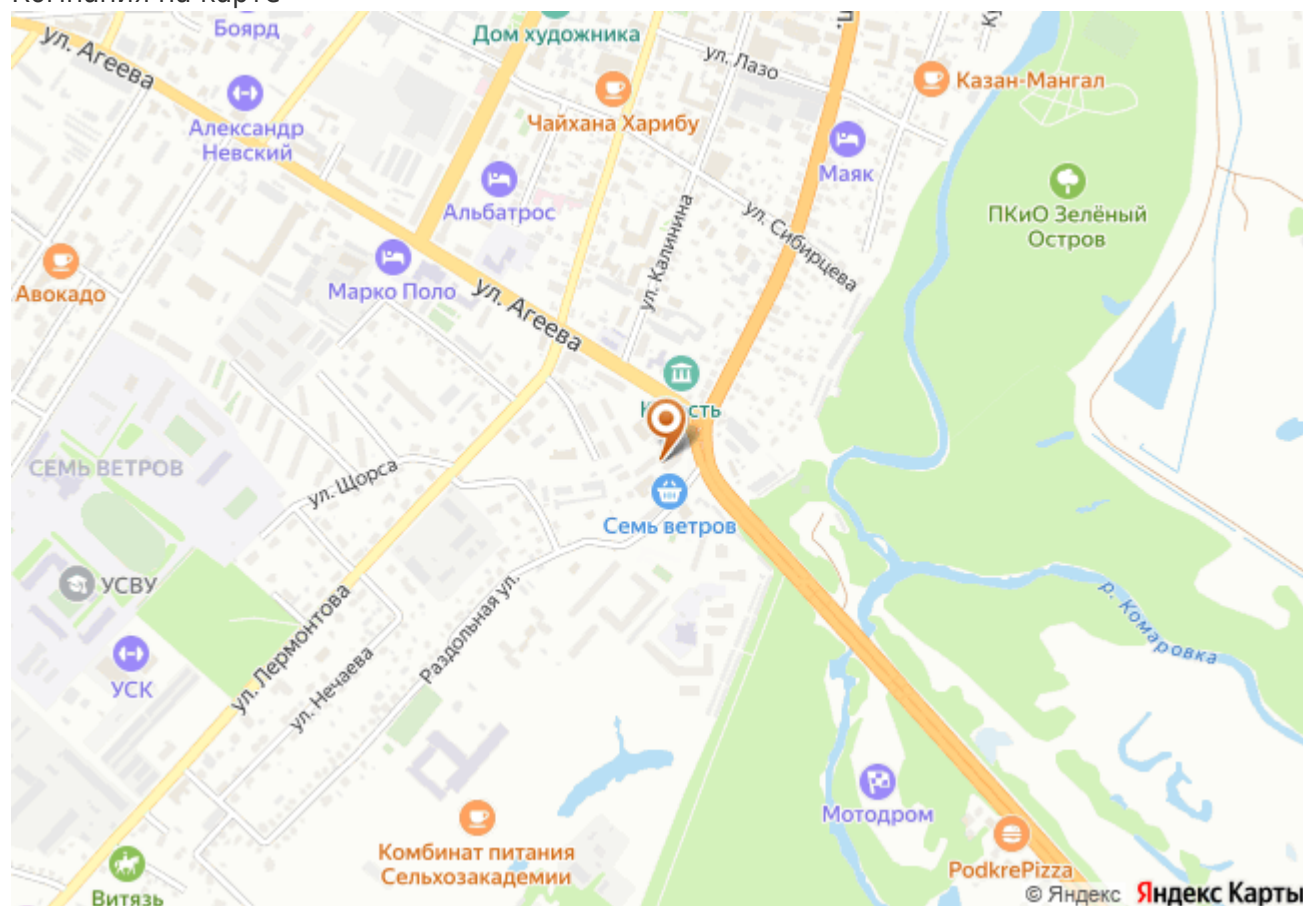 Боярд
Дом художника
ул. Агеева
ул. Лазо
Казан-Мангал
Александр
Невский
Чайхана Харибу
Маяк
Альбатрос
ПКиО Зелёный
Остров
ул. Калинина
ул. Сибирцева
Авокадо
Марко Поло
ул. Агеева
СЕМЬ ВЕТРОВ
ул. Щорса
Семь ветров
УСВУ
р. Комаровка
ул. Лермонтова
ул. Нечаева
Раздольная ул.
УСК
Мотодром
Комбинат питания
Сельхозакадемии
PodkrePizza
Витязь
© Яндекс Яндекс Карты